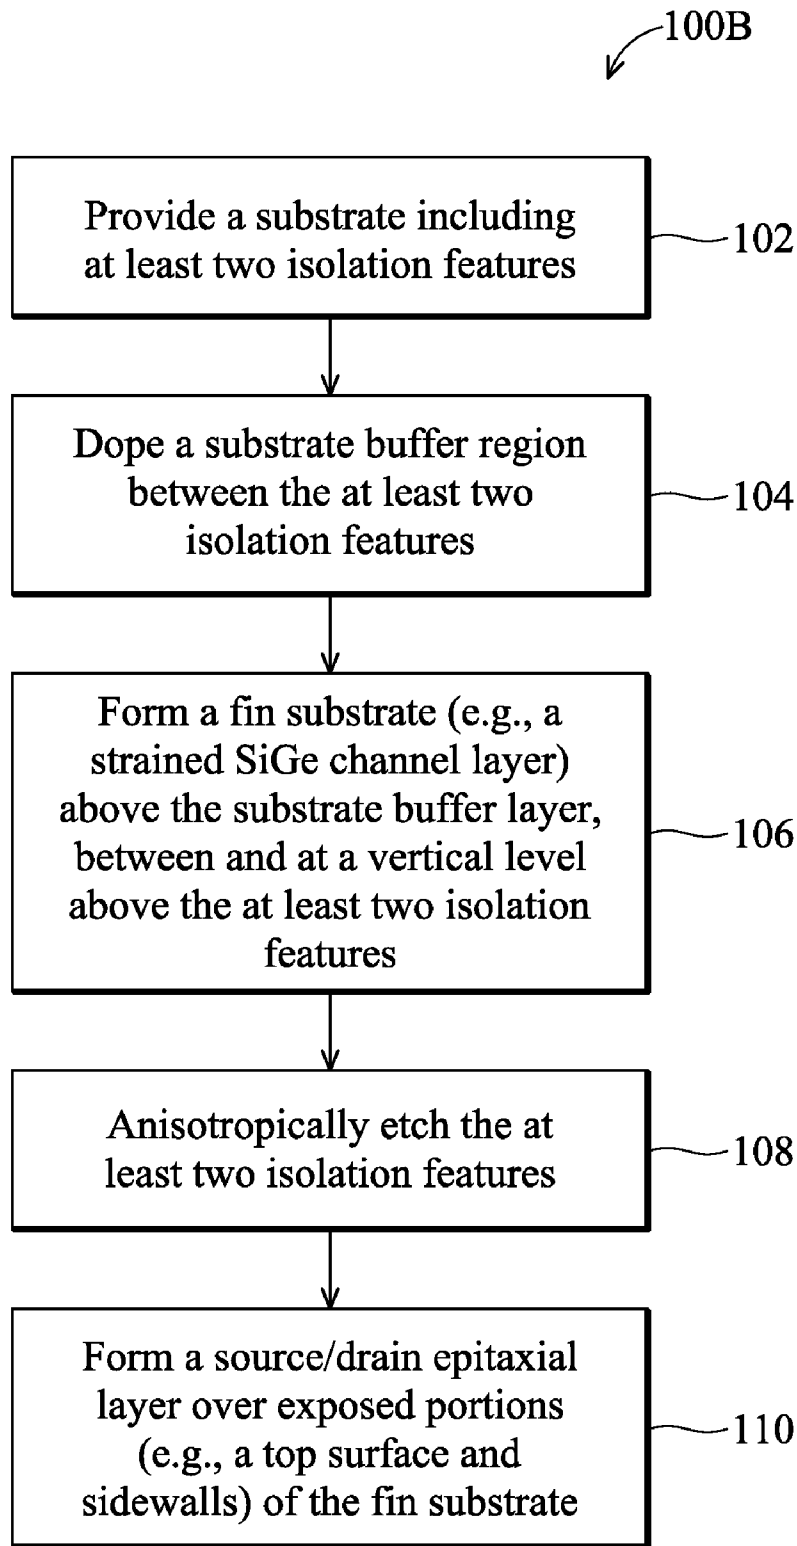 100B
Provide a substrate including
at least two isolation features
102
Dope a substrate buffer region
between the at least two
isolation features
104
Form a fin substrate (e.g., a
strained SiGe channel layer)
above the substrate buffer layer,
between and at a vertical level
above the at least two isolation
features
106
Anisotropically etch the at
least two isolation features
108
Form a source/drain epitaxial
layer over exposed portions
(e.g., a top surface and
sidewalls) of the fin substrate
110